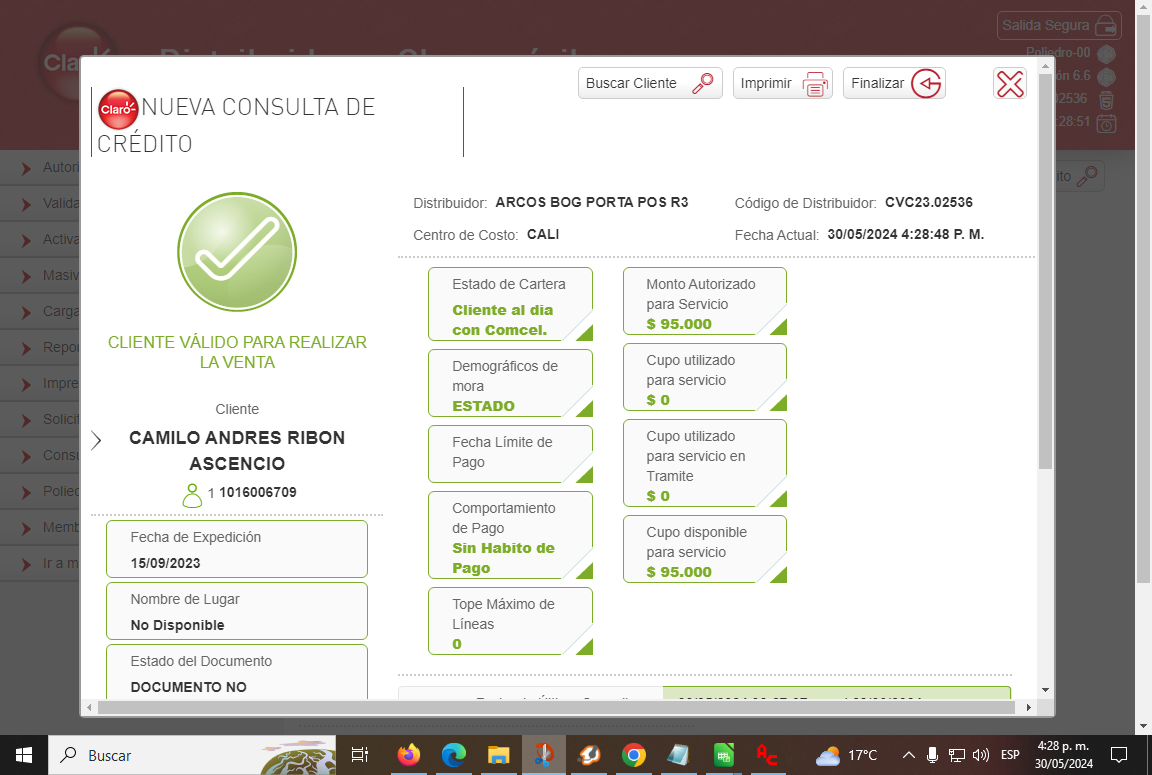 Salida Segura
Poliedro-00
6.6
02536
:28:51
Buscar Cliente
Imprimir
Finalizar
Claro
NUEVA CONSULTA DE
CRÉDITO
Distribuidor: ARCOS BOG PORTA POS R3
Código de Distribuidor: CVC23.02536
Centro de Costo: CALI
Fecha Actual: 30/05/2024 4:28:48 P. M.
CLIENTE VÁLIDO PARA REALIZAR
LA VENTA
Cliente
CAMILO ANDRES RIBON
ASCENCIO
1 1016006709
Fecha de Expedición
15/09/2023
Nombre de Lugar
No Disponible
Estado del Documento
DOCUMENTO NO
Estado de Cartera
Cliente al dia
con Comcel.
Demográficos de
mora
ESTADO
Fecha Límite de
Pago
Comportamiento
de Pago
Sin Habito de
Pago
Tope Máximo de
Líneas
0
Monto Autorizado
para Servicio
$ 95.000
Cupo utilizado
para servicio
$ 0
Cupo utilizado
para servicio en
Tramite
$ 0
Cupo disponible
para servicio
$ 95.000
Autori
Valida
Activa
Masiv
Carga
Repor
Impre
Solicit
Consu
Polied
Memb
Ir a m
Buscar
17°C
ESP
4:28 p. m.
30/05/2024